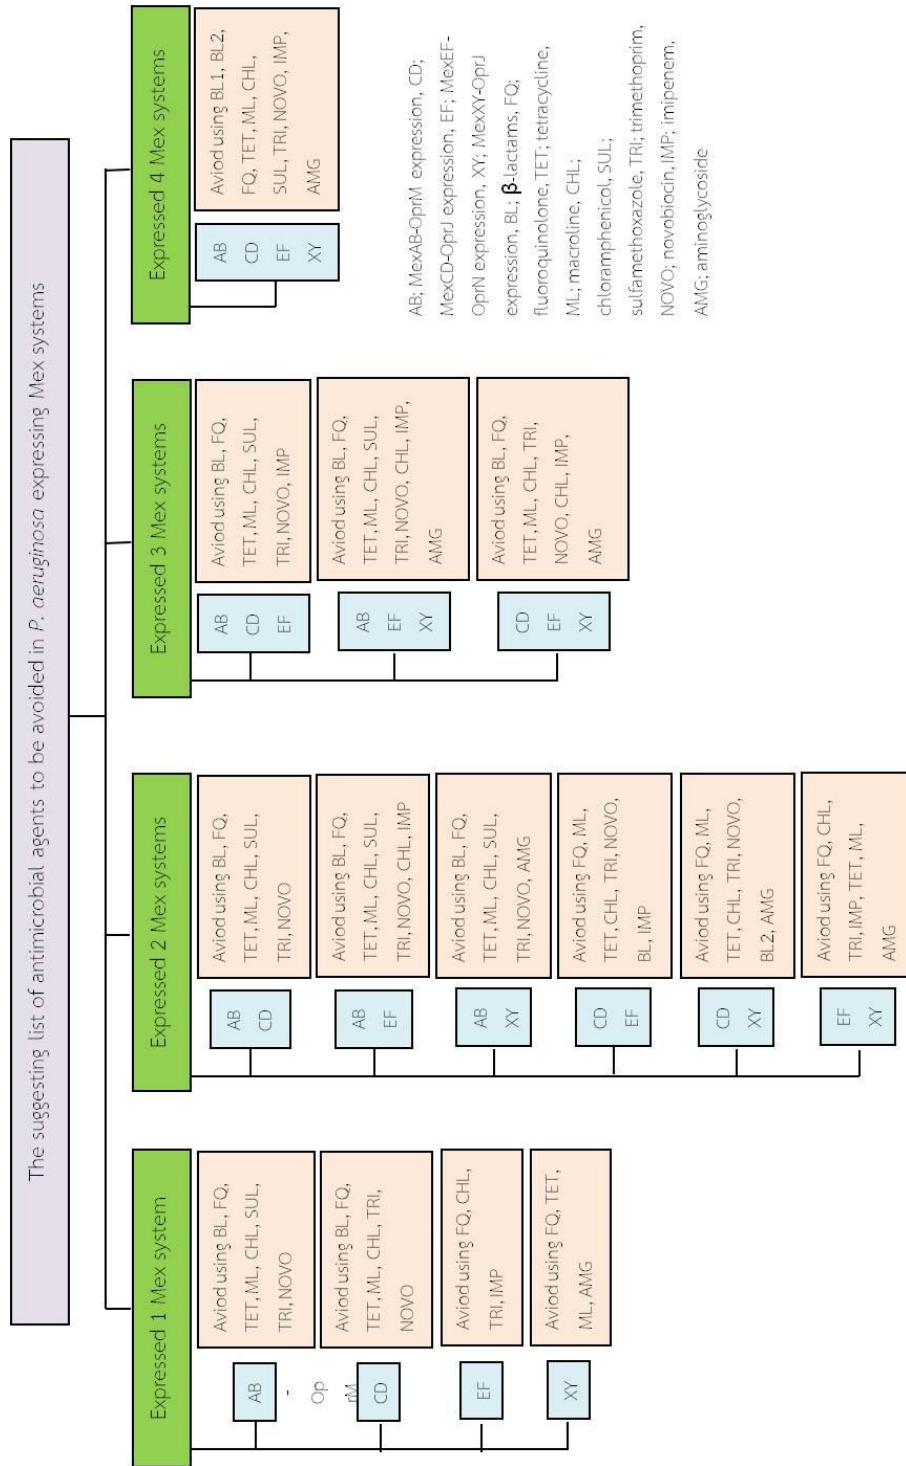 The suggesting list of antimicrobial agents to be avoided in P. aeruginosa expressing Mex systems
Expressed 1 Mex system
AB
Aviod using BL, FQ,
TET, ML, CHL, SUL,
TRI, NOVO
-
Op
rM
CD
Aviod using BL, FQ,
TET, ML, CHL, TRI,
NOVO
EF
Aviod using FQ, CHL,
TRI, IMP
XY
Aviod using FQ, TET,
ML, AMG
Expressed 2 Mex systems
AB
CD
Aviod using BL, FQ,
TET, ML, CHL, SUL,
TRI, NOVO
AB
EF
Aviod using BL, FQ,
TET, ML, CHL, SUL,
TRI, NOVO, CHL, IMP
AB
XY
Aviod using BL, FQ,
TET, ML, CHL, SUL,
TRI, NOVO, AMG
CD
EF
Aviod using FQ, ML,
TET, CHL, TRI, NOVO,
BL, IMP
CD
XY
Aviod using FQ, ML,
TET, CHL, TRI, NOVO,
BL2, AMG
EF
XY
Aviod using FQ, CHL,
TRI, IMP, TET, ML,
AMG
Expressed 3 Mex systems
AB
CD
EF
Aviod using BL, FQ,
TET, ML, CHL, SUL,
TRI, NOVO, IMP
AB
EF
XY
Aviod using BL, FQ,
TET, ML, CHL, SUL,
TRI, NOVO, CHL, IMP,
AMG
CD
EF
XY
Aviod using BL, FQ,
TET, ML, CHL, TRI,
NOVO, CHL, IMP,
AMG
Expressed 4 Mex systems
AB
CD
EF
XY
Aviod using BL1, BL2,
FQ, TET, ML, CHL,
SUL, TRI, NOVO, IMP,
AMG
AB; MexAB-OprM expression, CD;
MexCD-OprJ expression, EF; MexEF-
OprN expression, XY; MexXY-OprJ
expression, BL; β-lactams, FQ;
fluoroquinolone, TET; tetracycline,
ML; macroline, CHL;
chloramphenicol, SUL;
sulfamethoxazole, TRI; trimethoprim,
NOVO; novobiocin, IMP; imipenem,
AMG; aminoglycoside